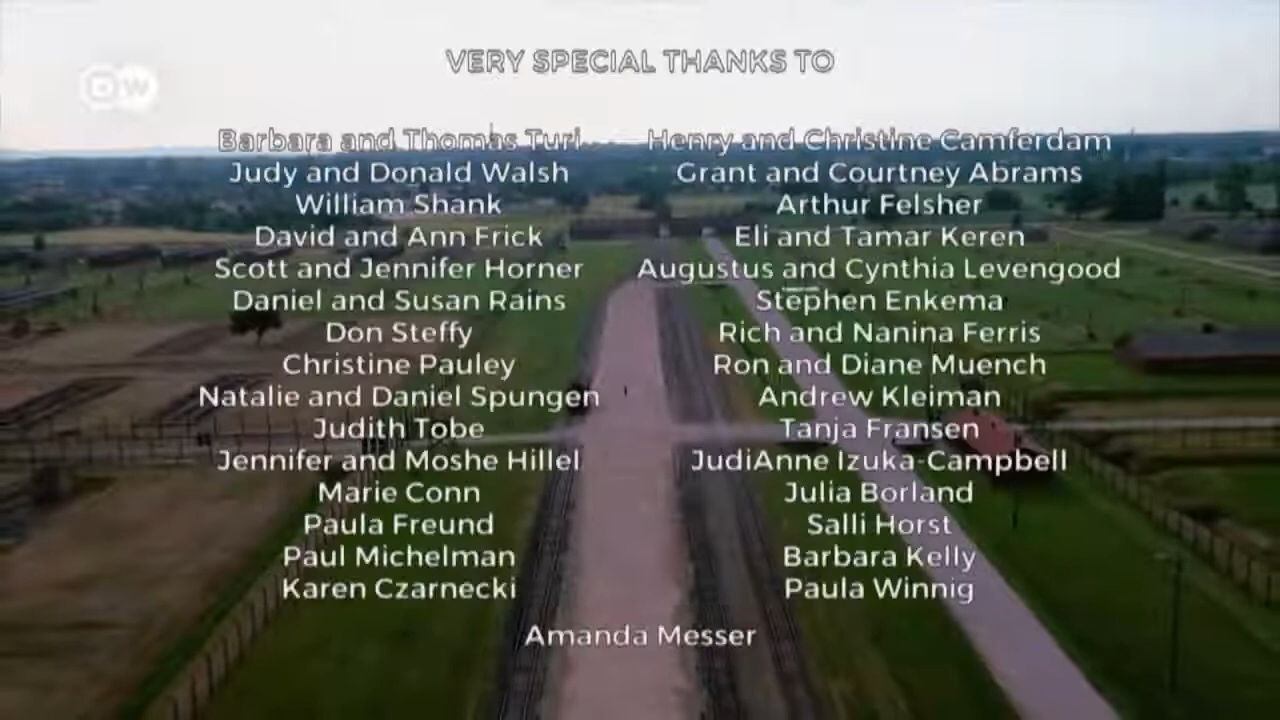 VERY SPECIAL THANKS TO
DW
Barbara and Thomas Turi
Judy and Donald Walsh
William Shank
David and Ann Frick
Scott and Jennifer Horner
Daniel and Susan Rains
Don Steffy
Christine Pauley
Natalie and Daniel Spungen
Judith Tobe
Jennifer and Moshe Hillel
Marie Conn
Paula Freund
Paul Michelman
Karen Czarnecki
Henry and Christine Camferdam
Grant and Courtney Abrams
Arthur Felsher
Eli and Tamar Keren
Augustus and Cynthia Levengood
Stephen Enkema
Rich and Nanina Ferris
Ron and Diane Muench
Andrew Kleiman
Tanja Fransen
JudiAnne Izuka-Campbell
Julia Borland
Salli Horst
Barbara Kelly
Paula Winnig
Amanda Messer